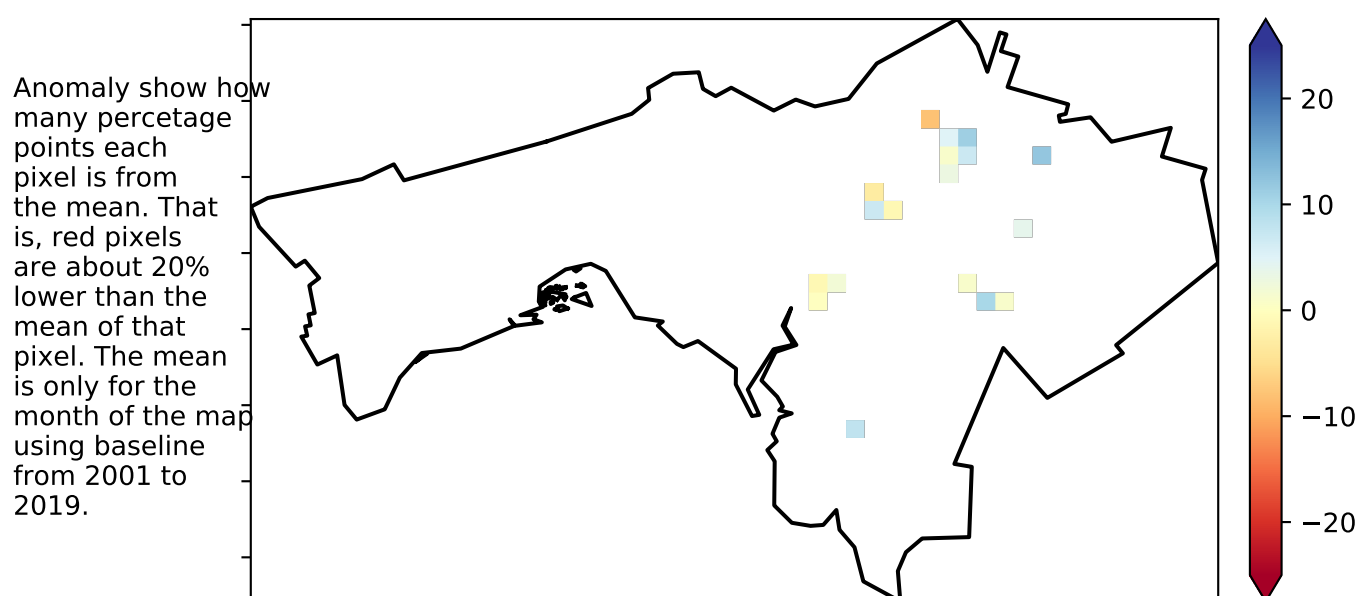 Anomaly show how
many percetage
points each
pixel is from
the mean. That
is, red pixels
are about 20%
lower than the
mean of that
pixel. The mean
is only for the
month of the map
using baseline
from 2001 to
2019.
20
10
0
−10
−20